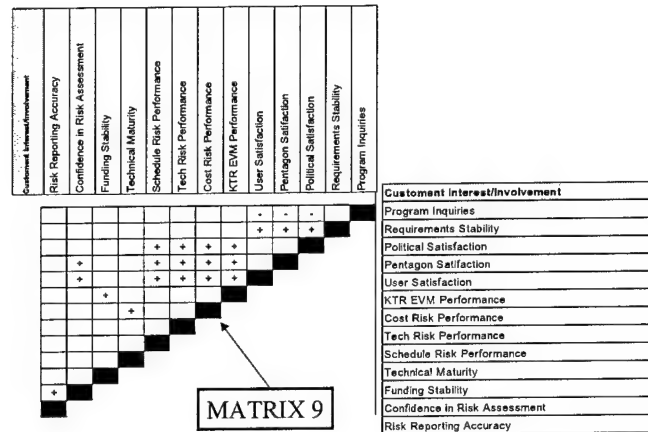 Customent Interest/Involvement
Risk Reporting Accuracy
Confidence in Risk Assessment
Funding Stability
Technical Maturity
Schedule Risk Performance
Tech Risk Performance
Cost Risk Performance
KTR EVM Performance
User Satisfaction
Pentagon Satifaction
Political Satisfaction
Requirements Stability
Program Inquiries
- - -
+ + +
+ + + +
+ + + + +
+ + + + +
+
+
+
MATRIX 9
Customent Interest/Involvement
Program Inquiries
Requirements Stability
Political Satisfaction
Pentagon Satifaction
User Satisfaction
KTR EVM Performance
Cost Risk Performance
Tech Risk Performance
Schedule Risk Performance
Technical Maturity
Funding Stability
Confidence in Risk Assessment
Risk Reporting Accuracy